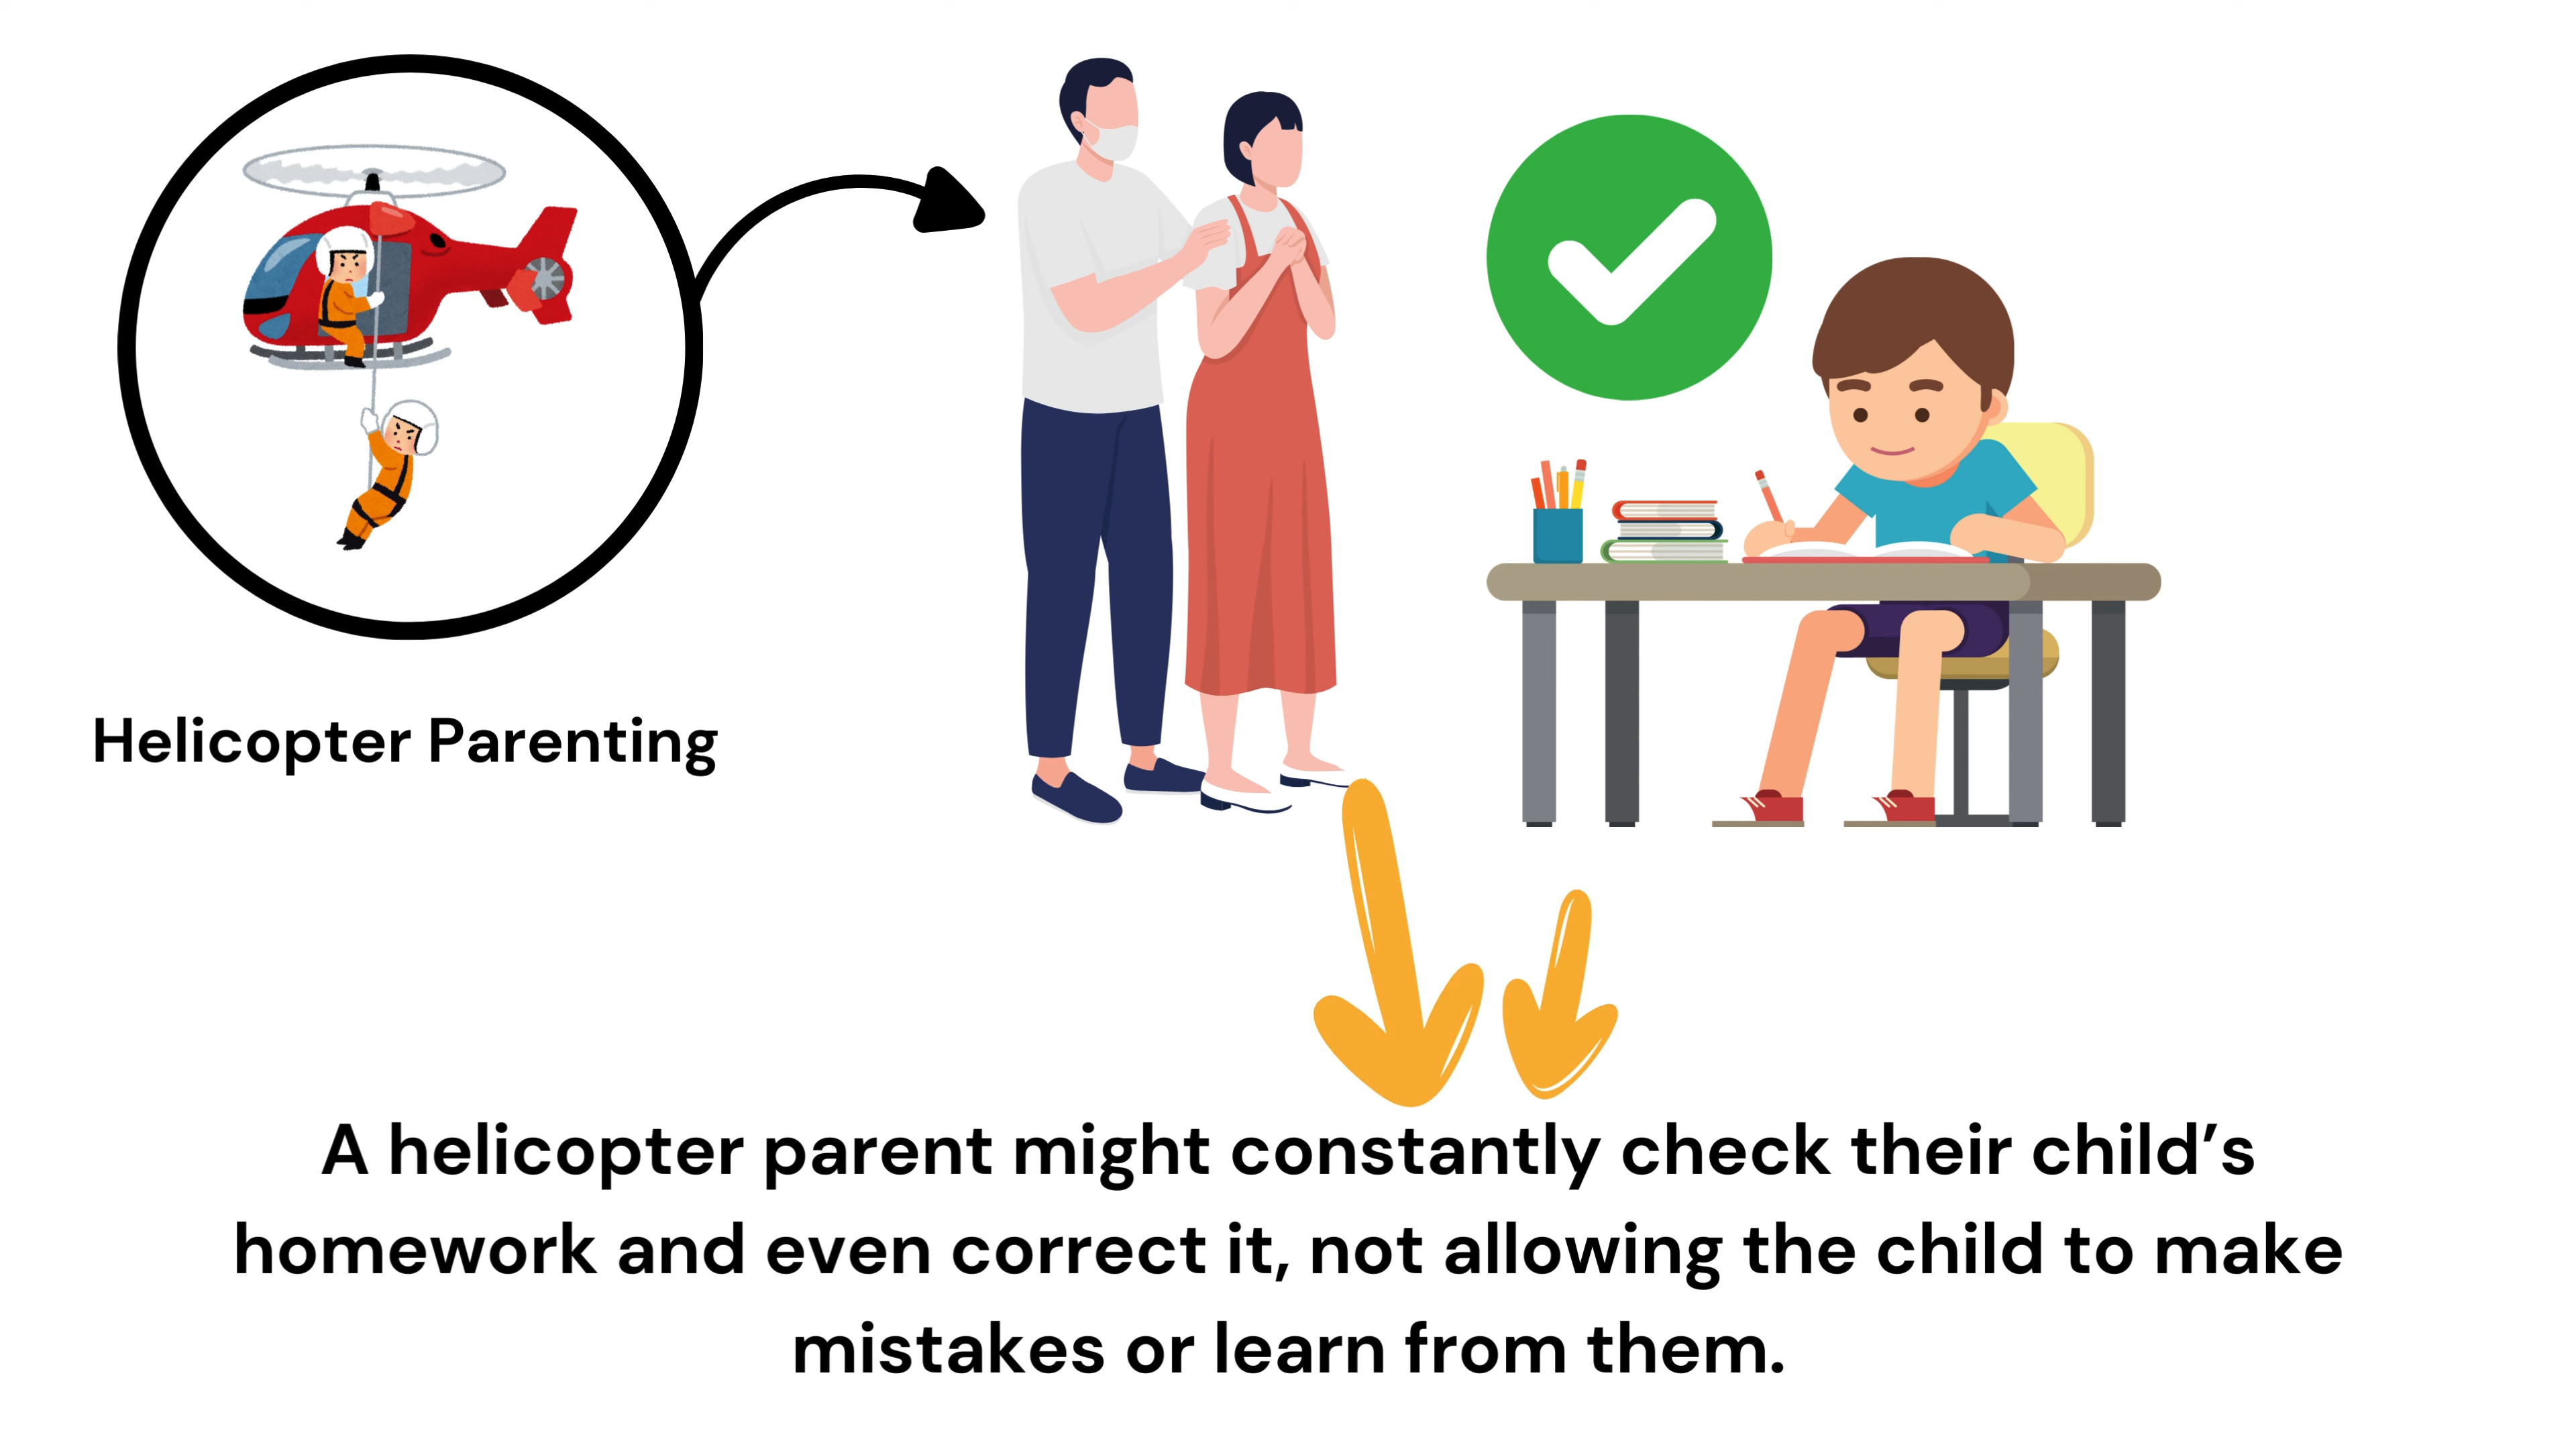 Helicopter Parenting
A helicopter parent might constantly check their child’s
homework and even correct it, not allowing the child to make
mistakes or learn from them.